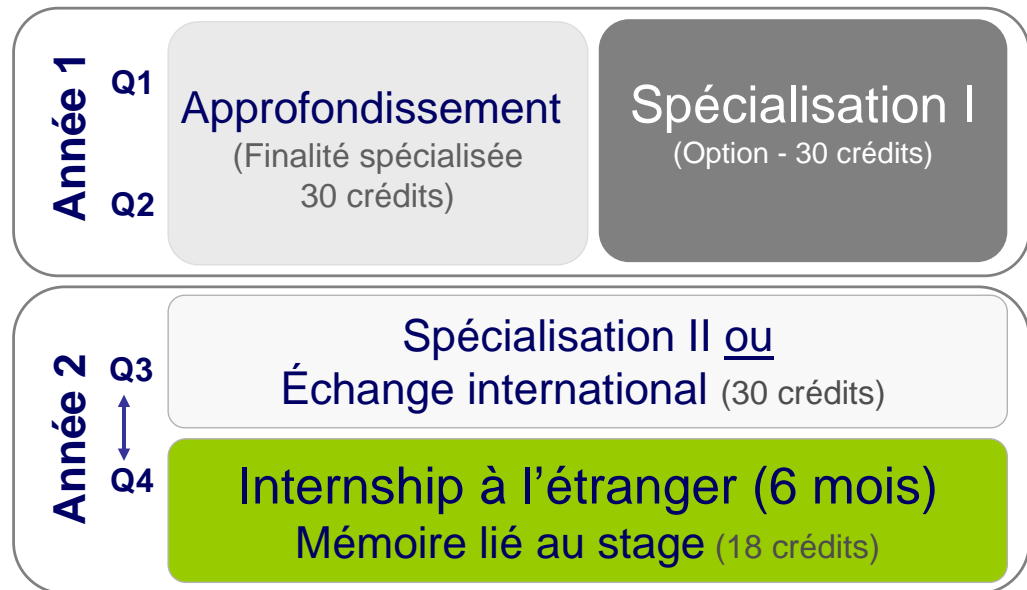 Année 1
Q1
Q2
Approfondissement
(Finalité spécialisée
30 crédits)
Spécialisation I
(Option - 30 crédits)
Année 2
Q3
Q4
Spécialisation II ou
Échange international (30 crédits)
Internship à l’étranger (6 mois)
Mémoire lié au stage (18 crédits)